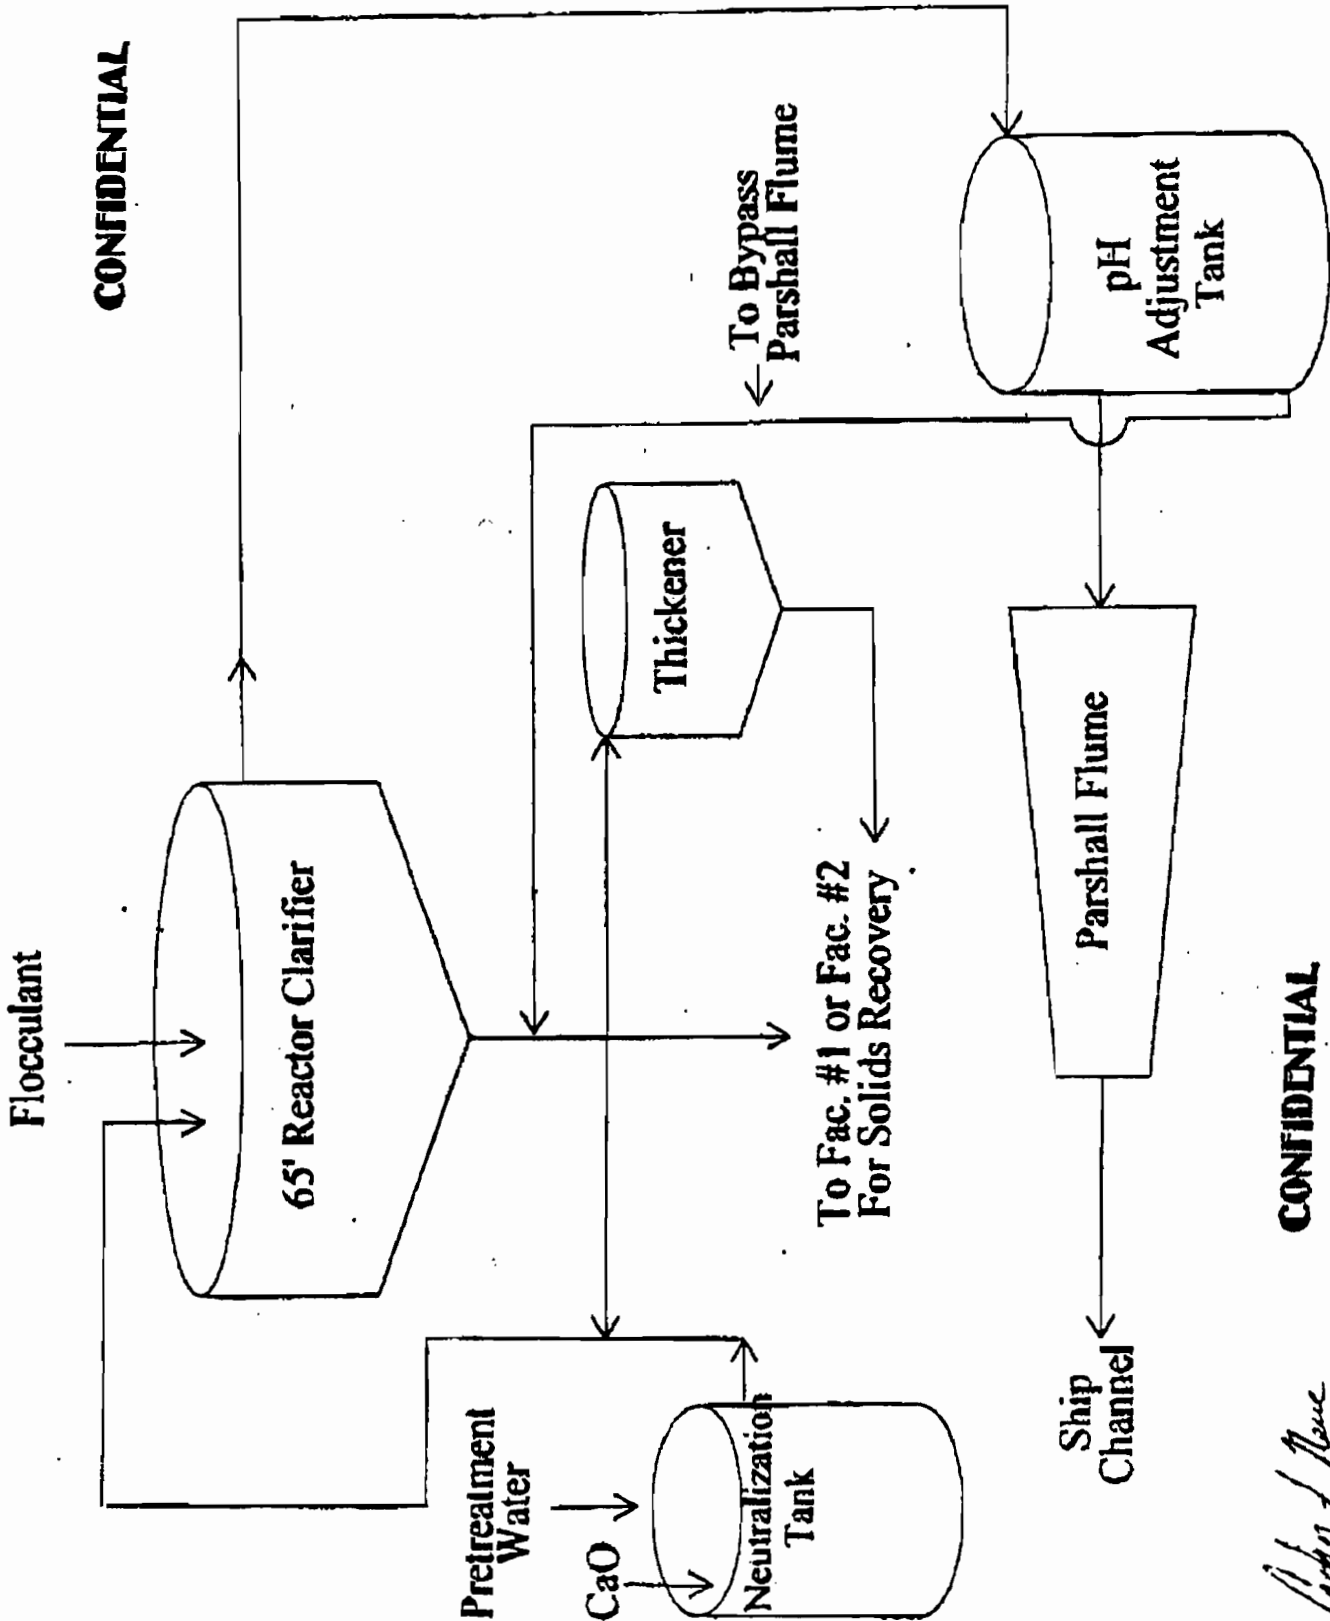 CONFIDENTIAL
Flocculant
65' Reactor Clarifier
Pretreatment
Water
CaO
Neutralization
Tank
Thickener
To Bypass
Parshall Flume
To Fac. #1 or Fac. #2
For Solids Recovery
pH
Adjustment
Tank
Parshall Flume
Ship
Channel
CONFIDENTIAL